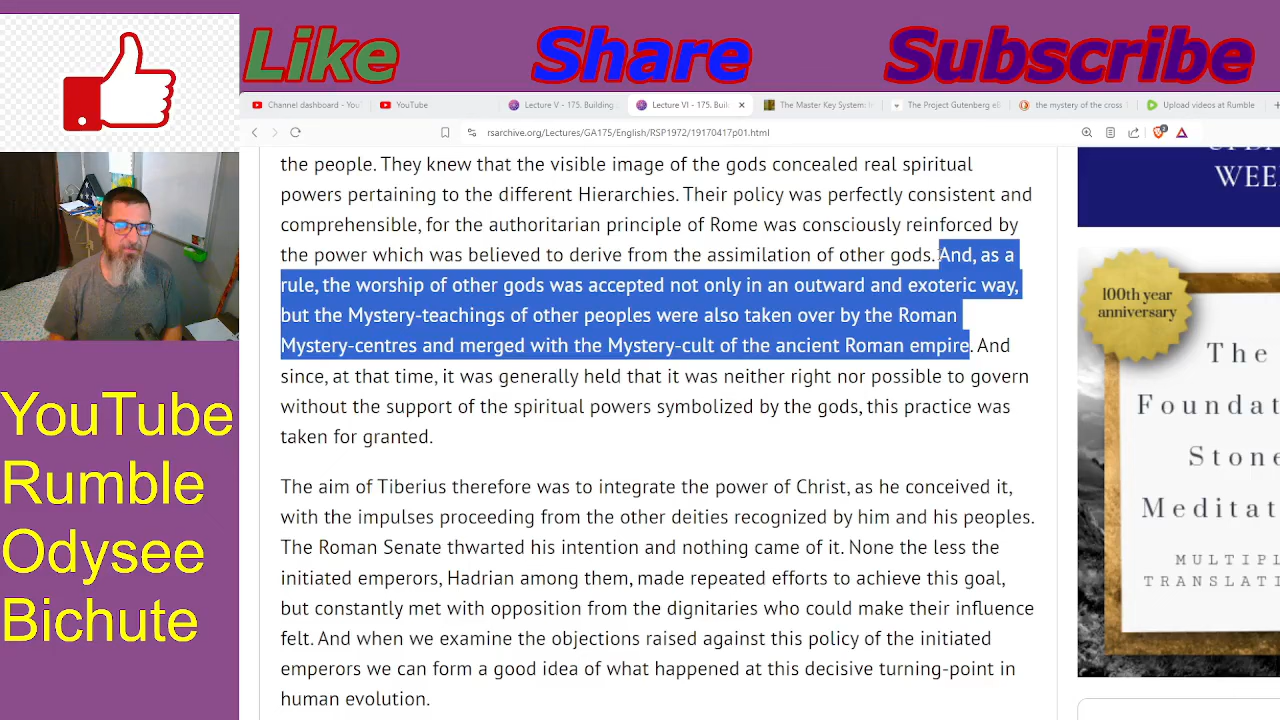 Like Share Subscribe
Channel dashboard - You
YouTube
Lecture V - 175. Building
Lecture VI - 175. Buil
The Master Key System: I
The Project Gutenberg eB
the mystery of the cross
Upload videos at Rumble
rsarchive.org/Lectures/GA175/English/RSP1972/19170417p01.html
the people. They knew that the visible image of the gods concealed real spiritual
powers pertaining to the different Hierarchies. Their policy was perfectly consistent and
comprehensible, for the authoritarian principle of Rome was consciously reinforced by
the power which was believed to derive from the assimilation of other gods. And, as a
rule, the worship of other gods was accepted not only in an outward and exoteric way,
but the Mystery-teachings of other peoples were also taken over by the Roman
Mystery-centres and merged with the Mystery-cult of the ancient Roman empire. And
since, at that time, it was generally held that it was neither right nor possible to govern
without the support of the spiritual powers symbolized by the gods, this practice was
taken for granted.
The aim of Tiberius therefore was to integrate the power of Christ, as he conceived it,
with the impulses proceeding from the other deities recognized by him and his peoples.
The Roman Senate thwarted his intention and nothing came of it. None the less the
initiated emperors, Hadrian among them, made repeated efforts to achieve this goal,
but constantly met with opposition from the dignitaries who could make their influence
felt. And when we examine the objections raised against this policy of the initiated
emperors we can form a good idea of what happened at this decisive turning-point in
human evolution.
YouTube
Rumble
Odysee
Bichute
WEE
100th year
anniversary
The
Foundat
Stone
Meditat
MULTIPL
TRANSLATI